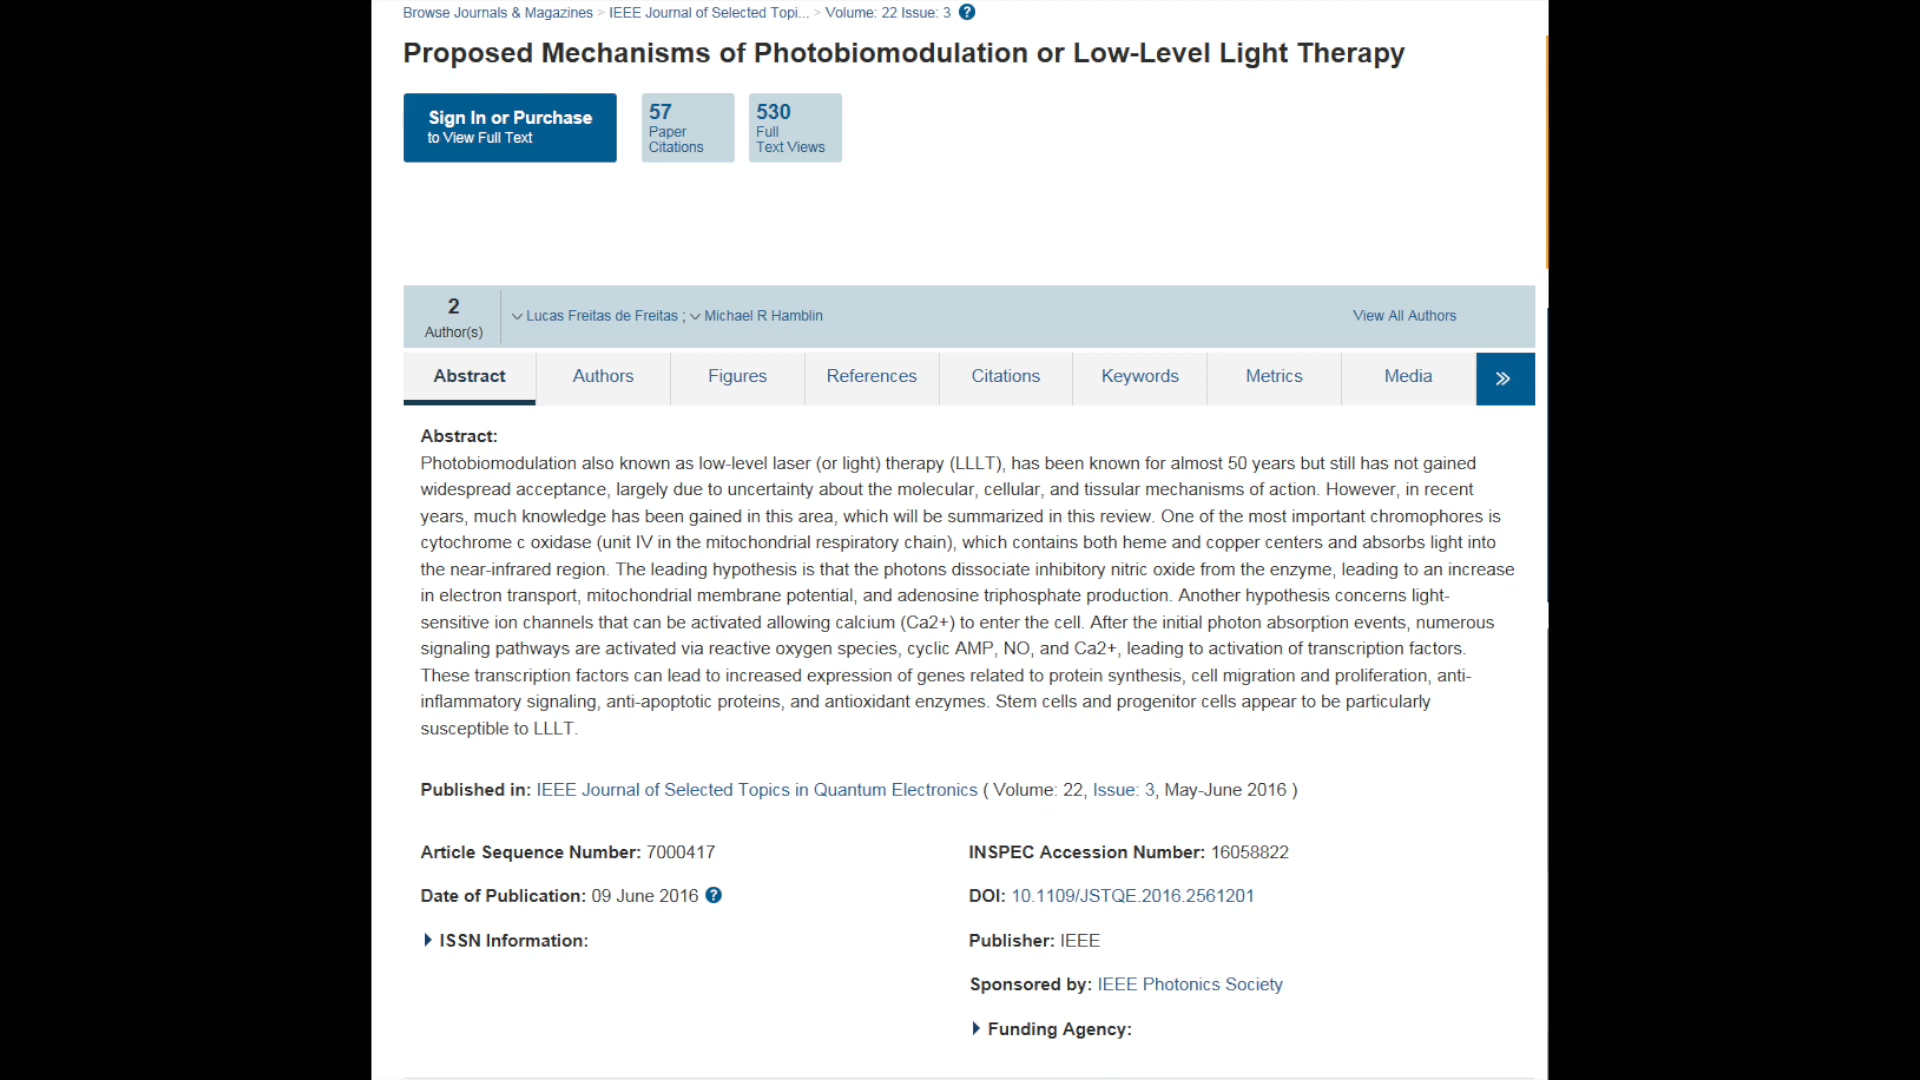 Browse Journals & Magazines > IEEE Journal of Selected Topi... > Volume: 22 Issue: 3 ?
Proposed Mechanisms of Photobiomodulation or Low-Level Light Therapy
Sign In or Purchase
to View Full Text
57
Paper
Citations
530
Full
Text Views
2
Author(s)
Lucas Freitas de Freitas ; Michael R Hamblin
View All Authors
Abstract Authors Figures References Citations Keywords Metrics Media »
Abstract:
Photobiomodulation also known as low-level laser (or light) therapy (LLLT), has been known for almost 50 years but still has not gained
widespread acceptance, largely due to uncertainty about the molecular, cellular, and tissular mechanisms of action. However, in recent
years, much knowledge has been gained in this area, which will be summarized in this review. One of the most important chromophores is
cytochrome c oxidase (unit IV in the mitochondrial respiratory chain), which contains both heme and copper centers and absorbs light into
the near-infrared region. The leading hypothesis is that the photons dissociate inhibitory nitric oxide from the enzyme, leading to an increase
in electron transport, mitochondrial membrane potential, and adenosine triphosphate production. Another hypothesis concerns light-
sensitive ion channels that can be activated allowing calcium (Ca2+) to enter the cell. After the initial photon absorption events, numerous
signaling pathways are activated via reactive oxygen species, cyclic AMP, NO, and Ca2+, leading to activation of transcription factors.
These transcription factors can lead to increased expression of genes related to protein synthesis, cell migration and proliferation, anti-
inflammatory signaling, anti-apoptotic proteins, and antioxidant enzymes. Stem cells and progenitor cells appear to be particularly
susceptible to LLLT.
Published in: IEEE Journal of Selected Topics in Quantum Electronics ( Volume: 22, Issue: 3, May-June 2016 )
Article Sequence Number: 7000417
INSPEC Accession Number: 16058822
Date of Publication: 09 June 2016 ?
DOI: 10.1109/JSTQE.2016.2561201
ISSN Information:
Publisher: IEEE
Sponsored by: IEEE Photonics Society
Funding Agency: